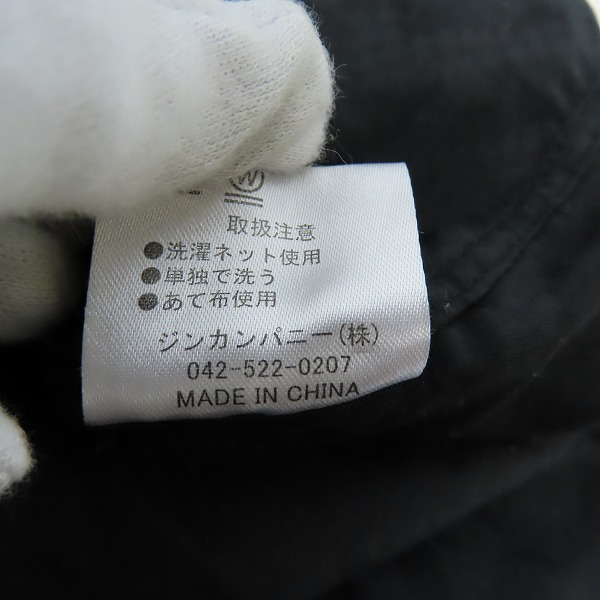 W
取扱注意
●洗濯ネット使用
●単独で洗う
●あて布使用
ジンカンパニー(株)
042-522-0207
MADE IN CHINA